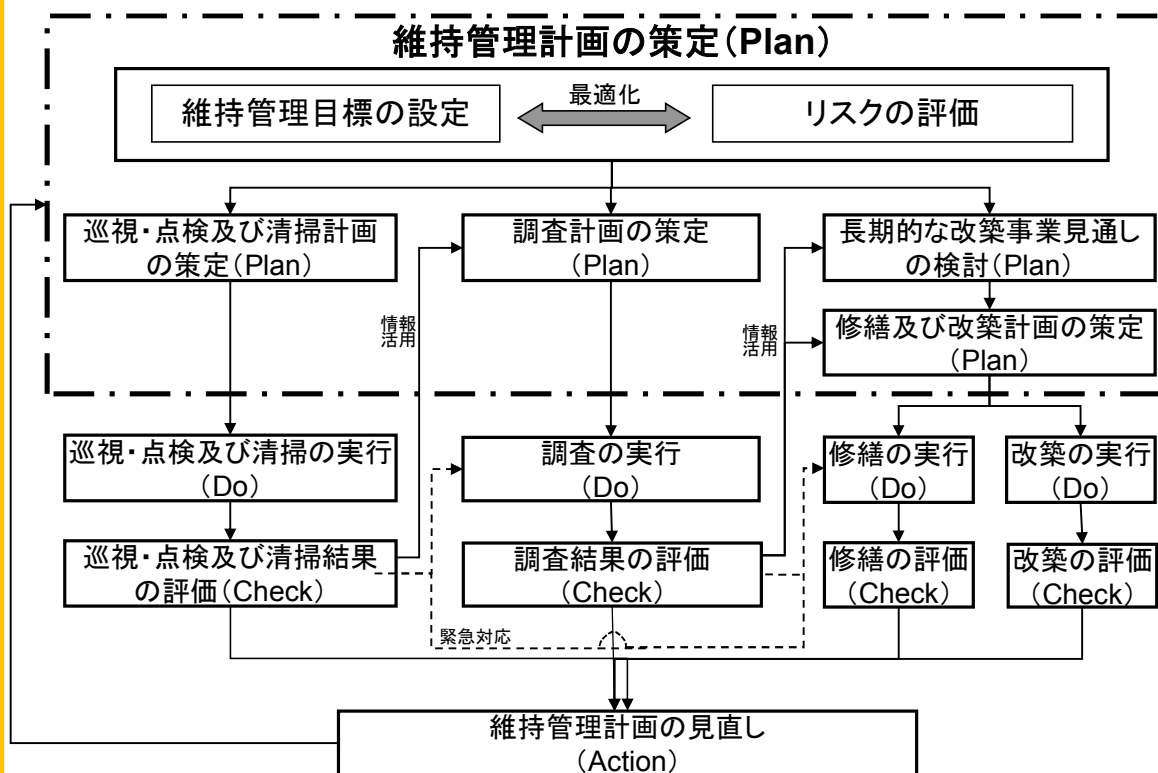 維持管理計画の策定(Plan)
最適化
維持管理目標の設定
リスクの評価
巡視・点検及び清掃計画
の策定(Plan)
調査計画の策定
(Plan)
長期的な改築事業見通し
の検討(Plan)
情報
活用
情報
活用
修繕及び改築計画の策定
(Plan)
巡視・点検及び清掃の実行
(Do)
調査の実行
(Do)
修繕の実行
(Do)
改築の実行
(Do)
巡視・点検及び清掃結果
の評価(Check)
調査結果の評価
(Check)
修繕の評価
(Check)
改築の評価
(Check)
緊急対応
維持管理計画の見直し
(Action)